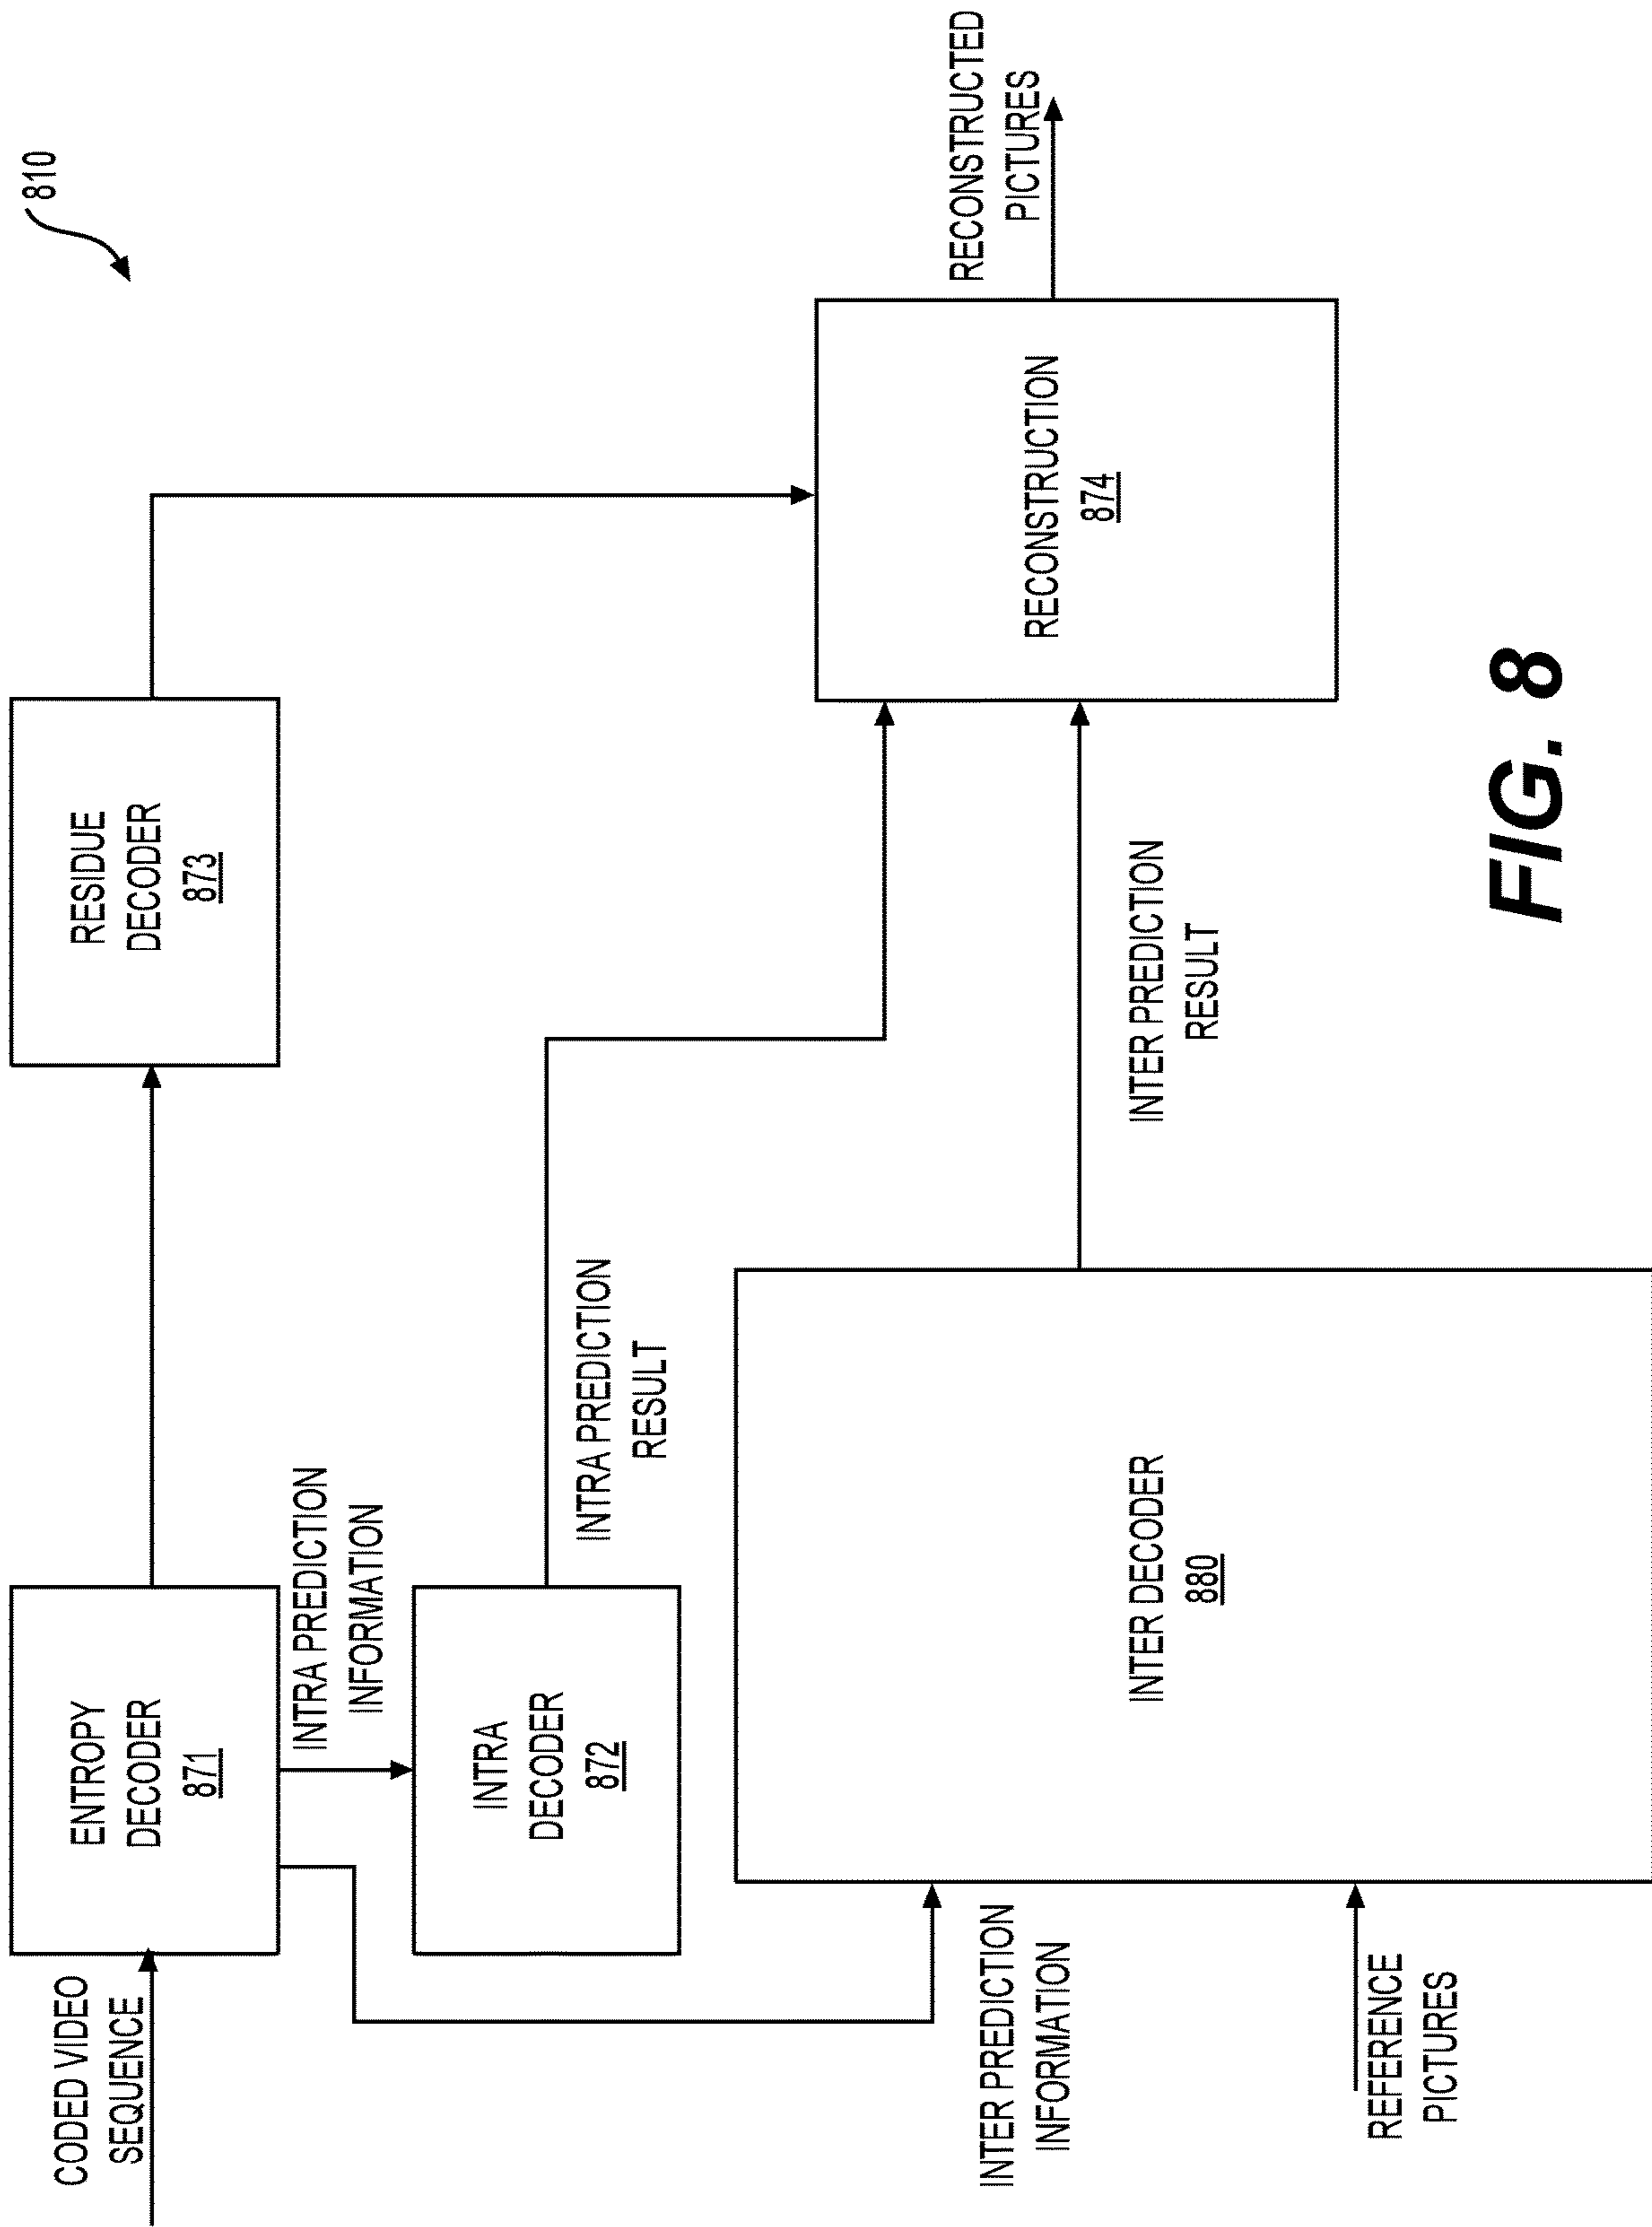 810
CODED VIDEO
SEQUENCE
ENTROPY
DECODER
871
RESIDUE
DECODER
873
INTRA PREDICTION
INFORMATION
INTRA
DECODER
872
INTRA PREDICTION
RESULT
RECONSTRUCTION
874
RECONSTRUCTED
PICTURES
INTER PREDICTION
INFORMATION
INTER DECODER
880
INTER PREDICTION
RESULT
REFERENCE
PICTURES
FIG. 8